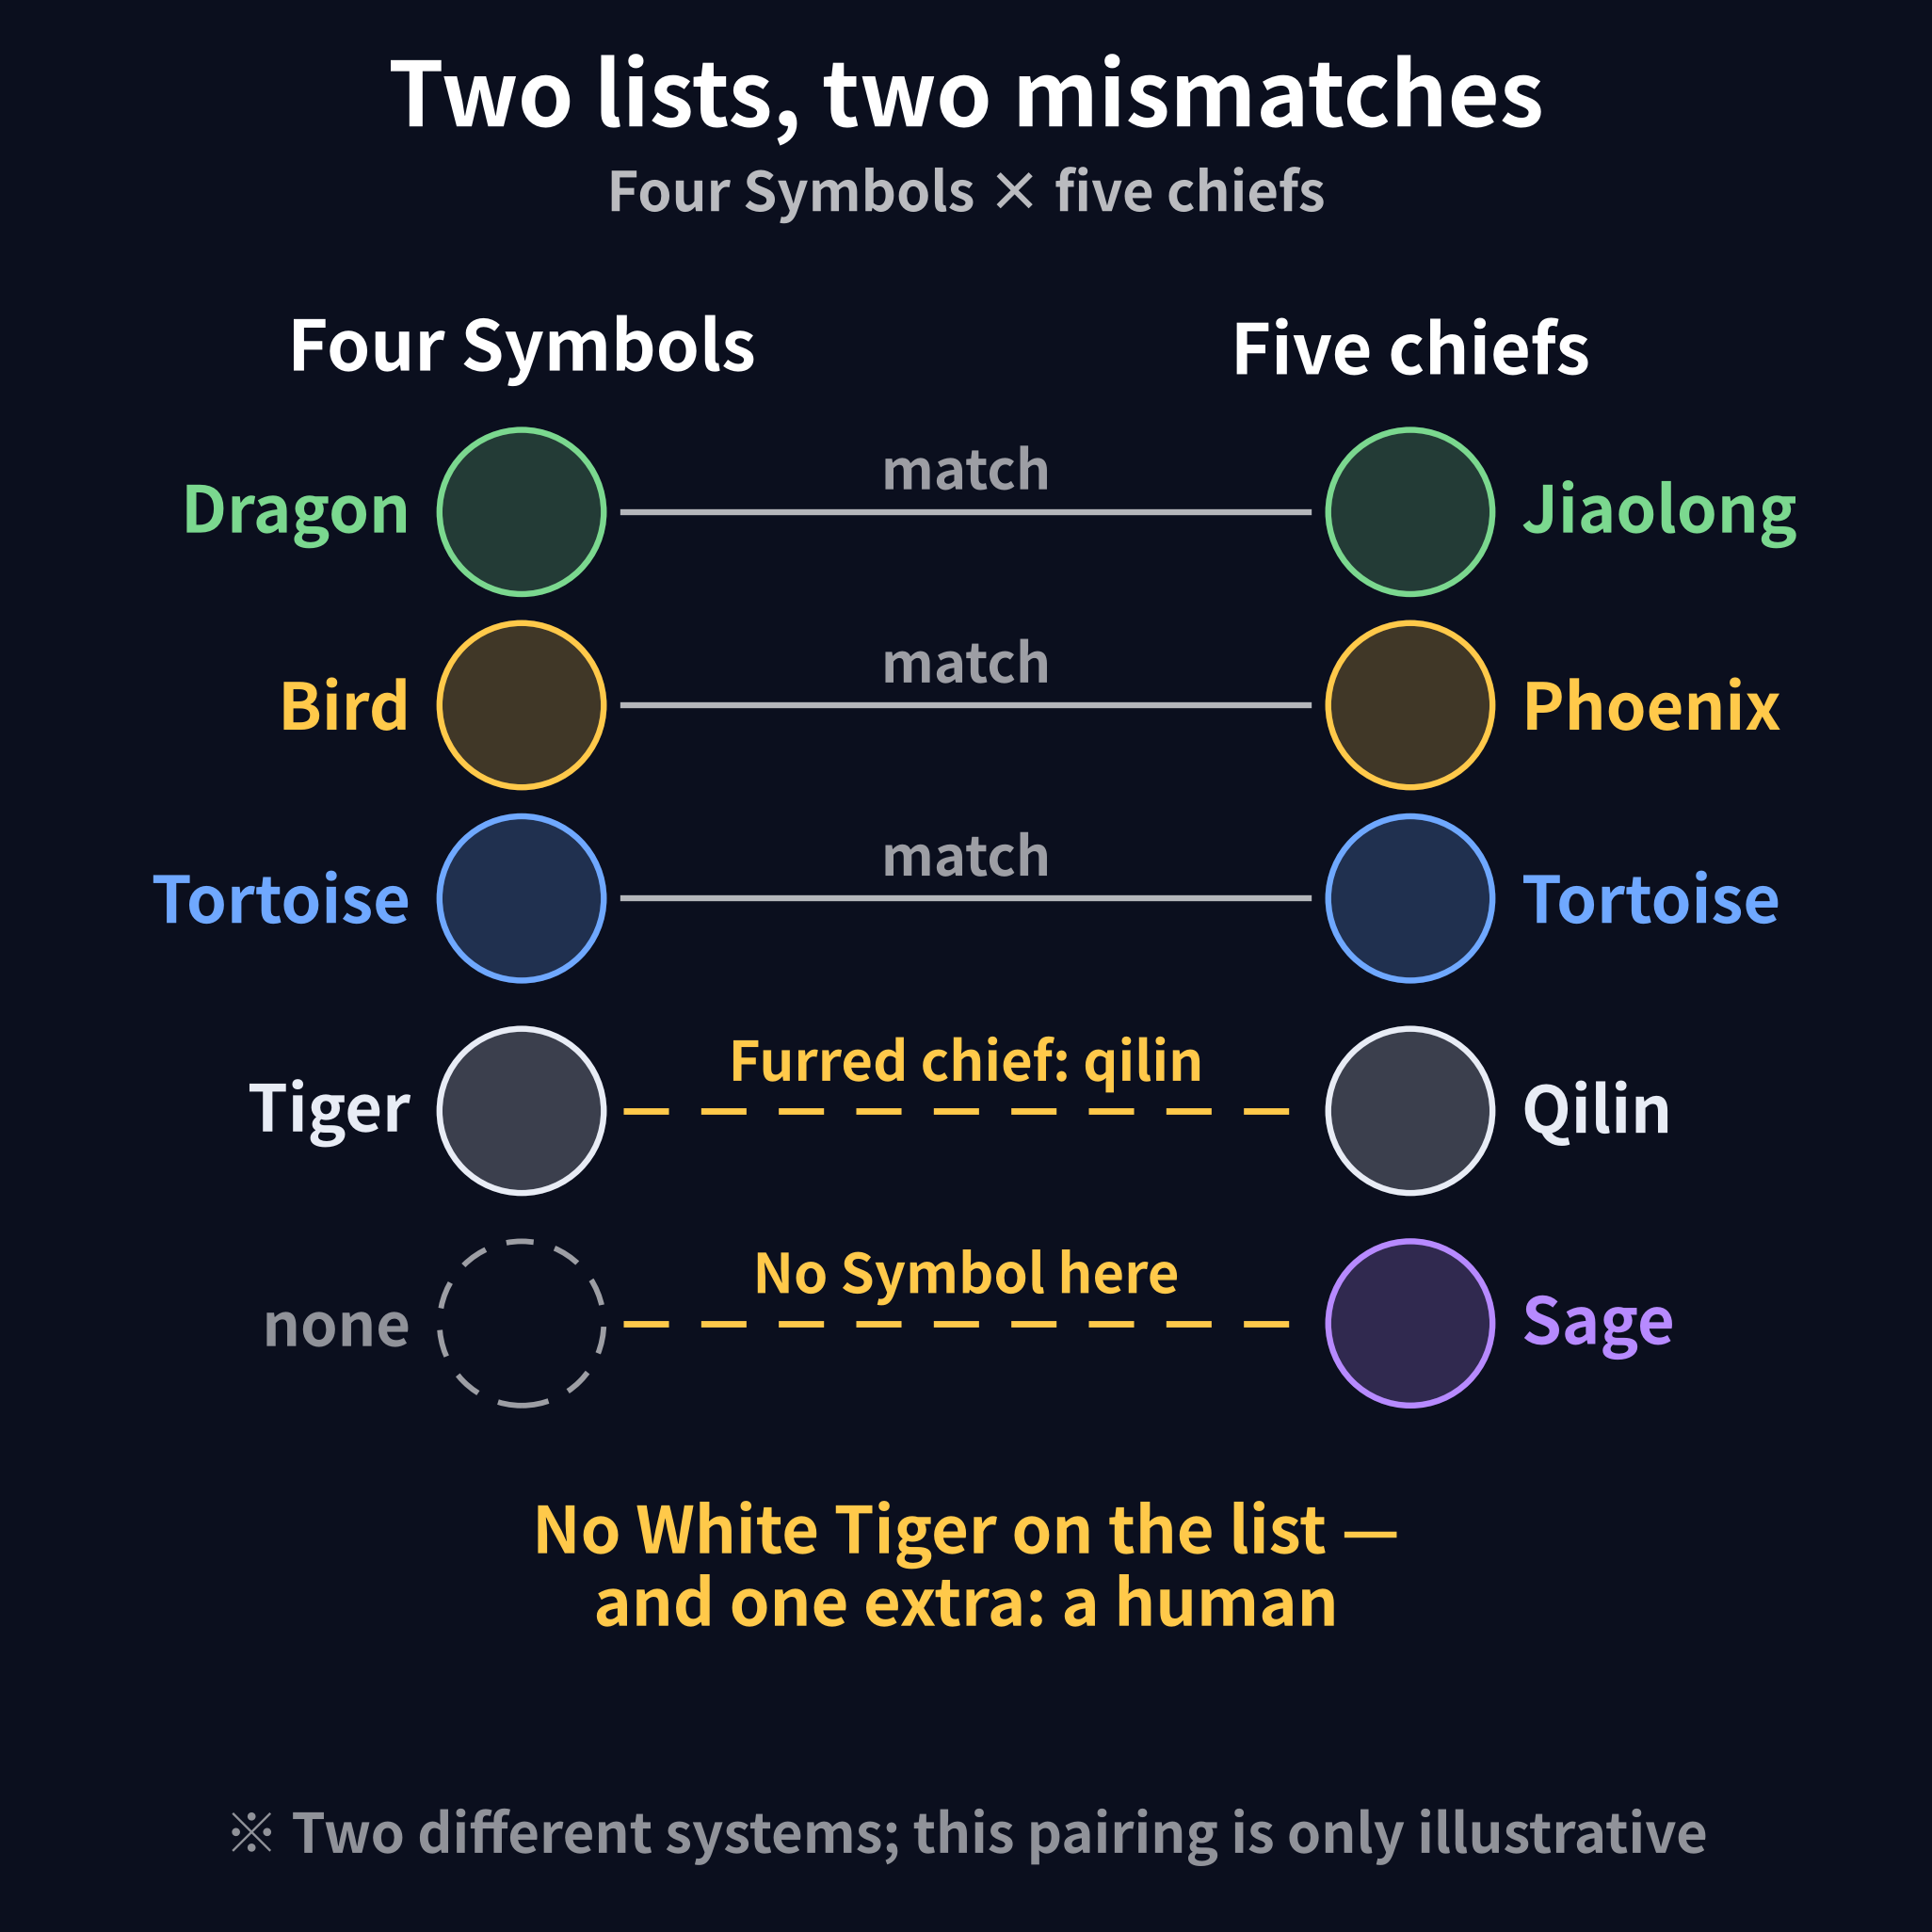 Two lists, two mismatches
Four Symbols × five chiefs
Four Symbols
Five chiefs
Dragon
match
Jiaolong
Bird
match
Phoenix
Tortoise
match
Tortoise
Tiger
Furred chief: qilin
Qilin
none
No Symbol here
Sage
No White Tiger on the list —
and one extra: a human
※ Two different systems; this pairing is only illustrative